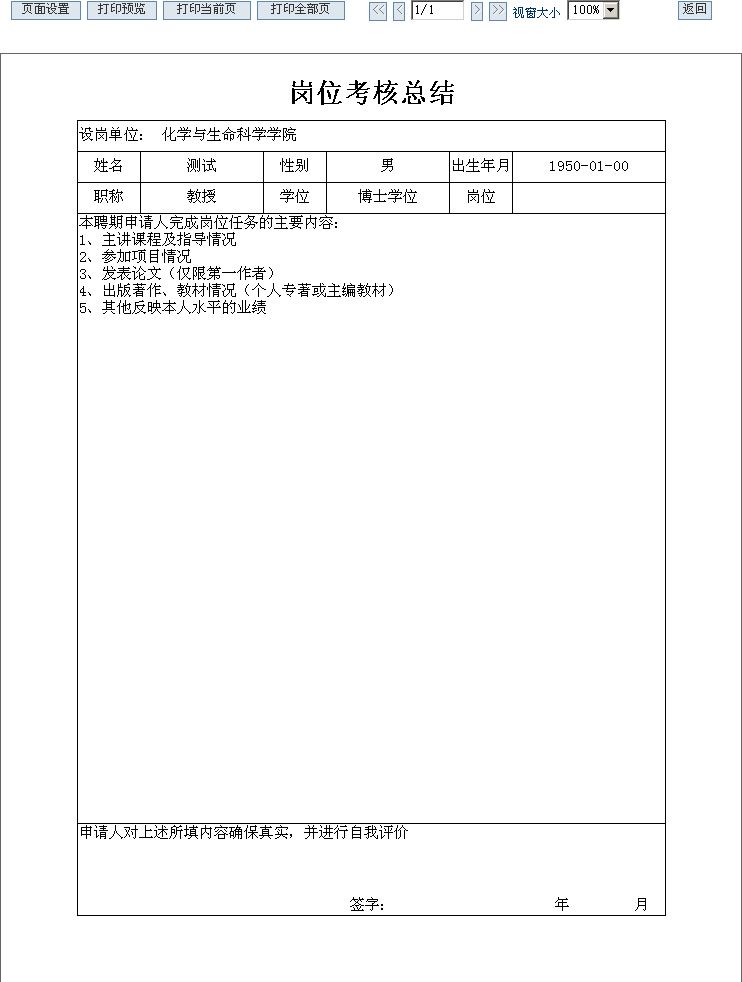 页面设置 打印预览 打印当前页 打印全部页 << < 1/1 > >> 视窗大小 100% 返回
岗位考核总结
设岗单位: 化学与生命科学学院
姓名 测试 性别 男 出生年月 1950-01-00
职称 教授 学位 博士学位 岗位
本聘期申请人完成岗位任务的主要内容:
1、主讲课程及指导情况
2、参加项目情况
3、发表论文(仅限第一作者)
4、出版著作、教材情况(个人专著或主编教材)
5、其他反映本人水平的业绩
申请人对上述所填内容确保真实,并进行自我评价
签字: 年 月